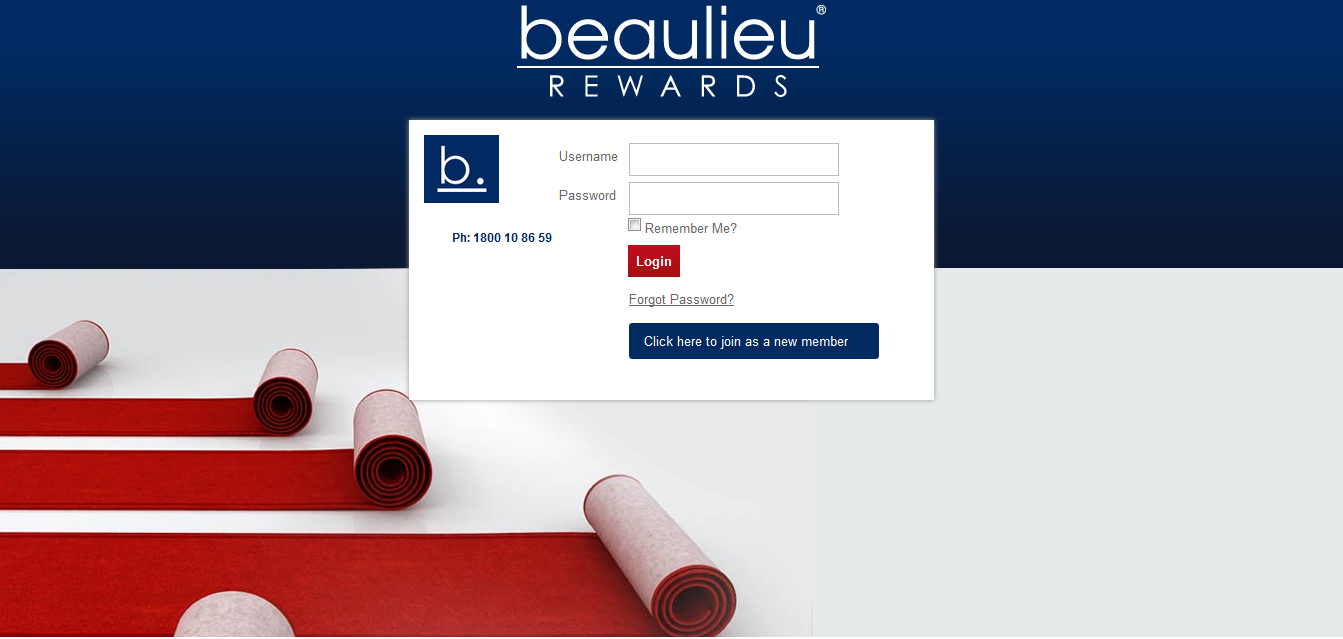 beaulieu®
REWARDS
b.
Username
Password
Remember Me?
Ph: 1800 10 86 59
Login
Forgot Password?
Click here to join as a new member